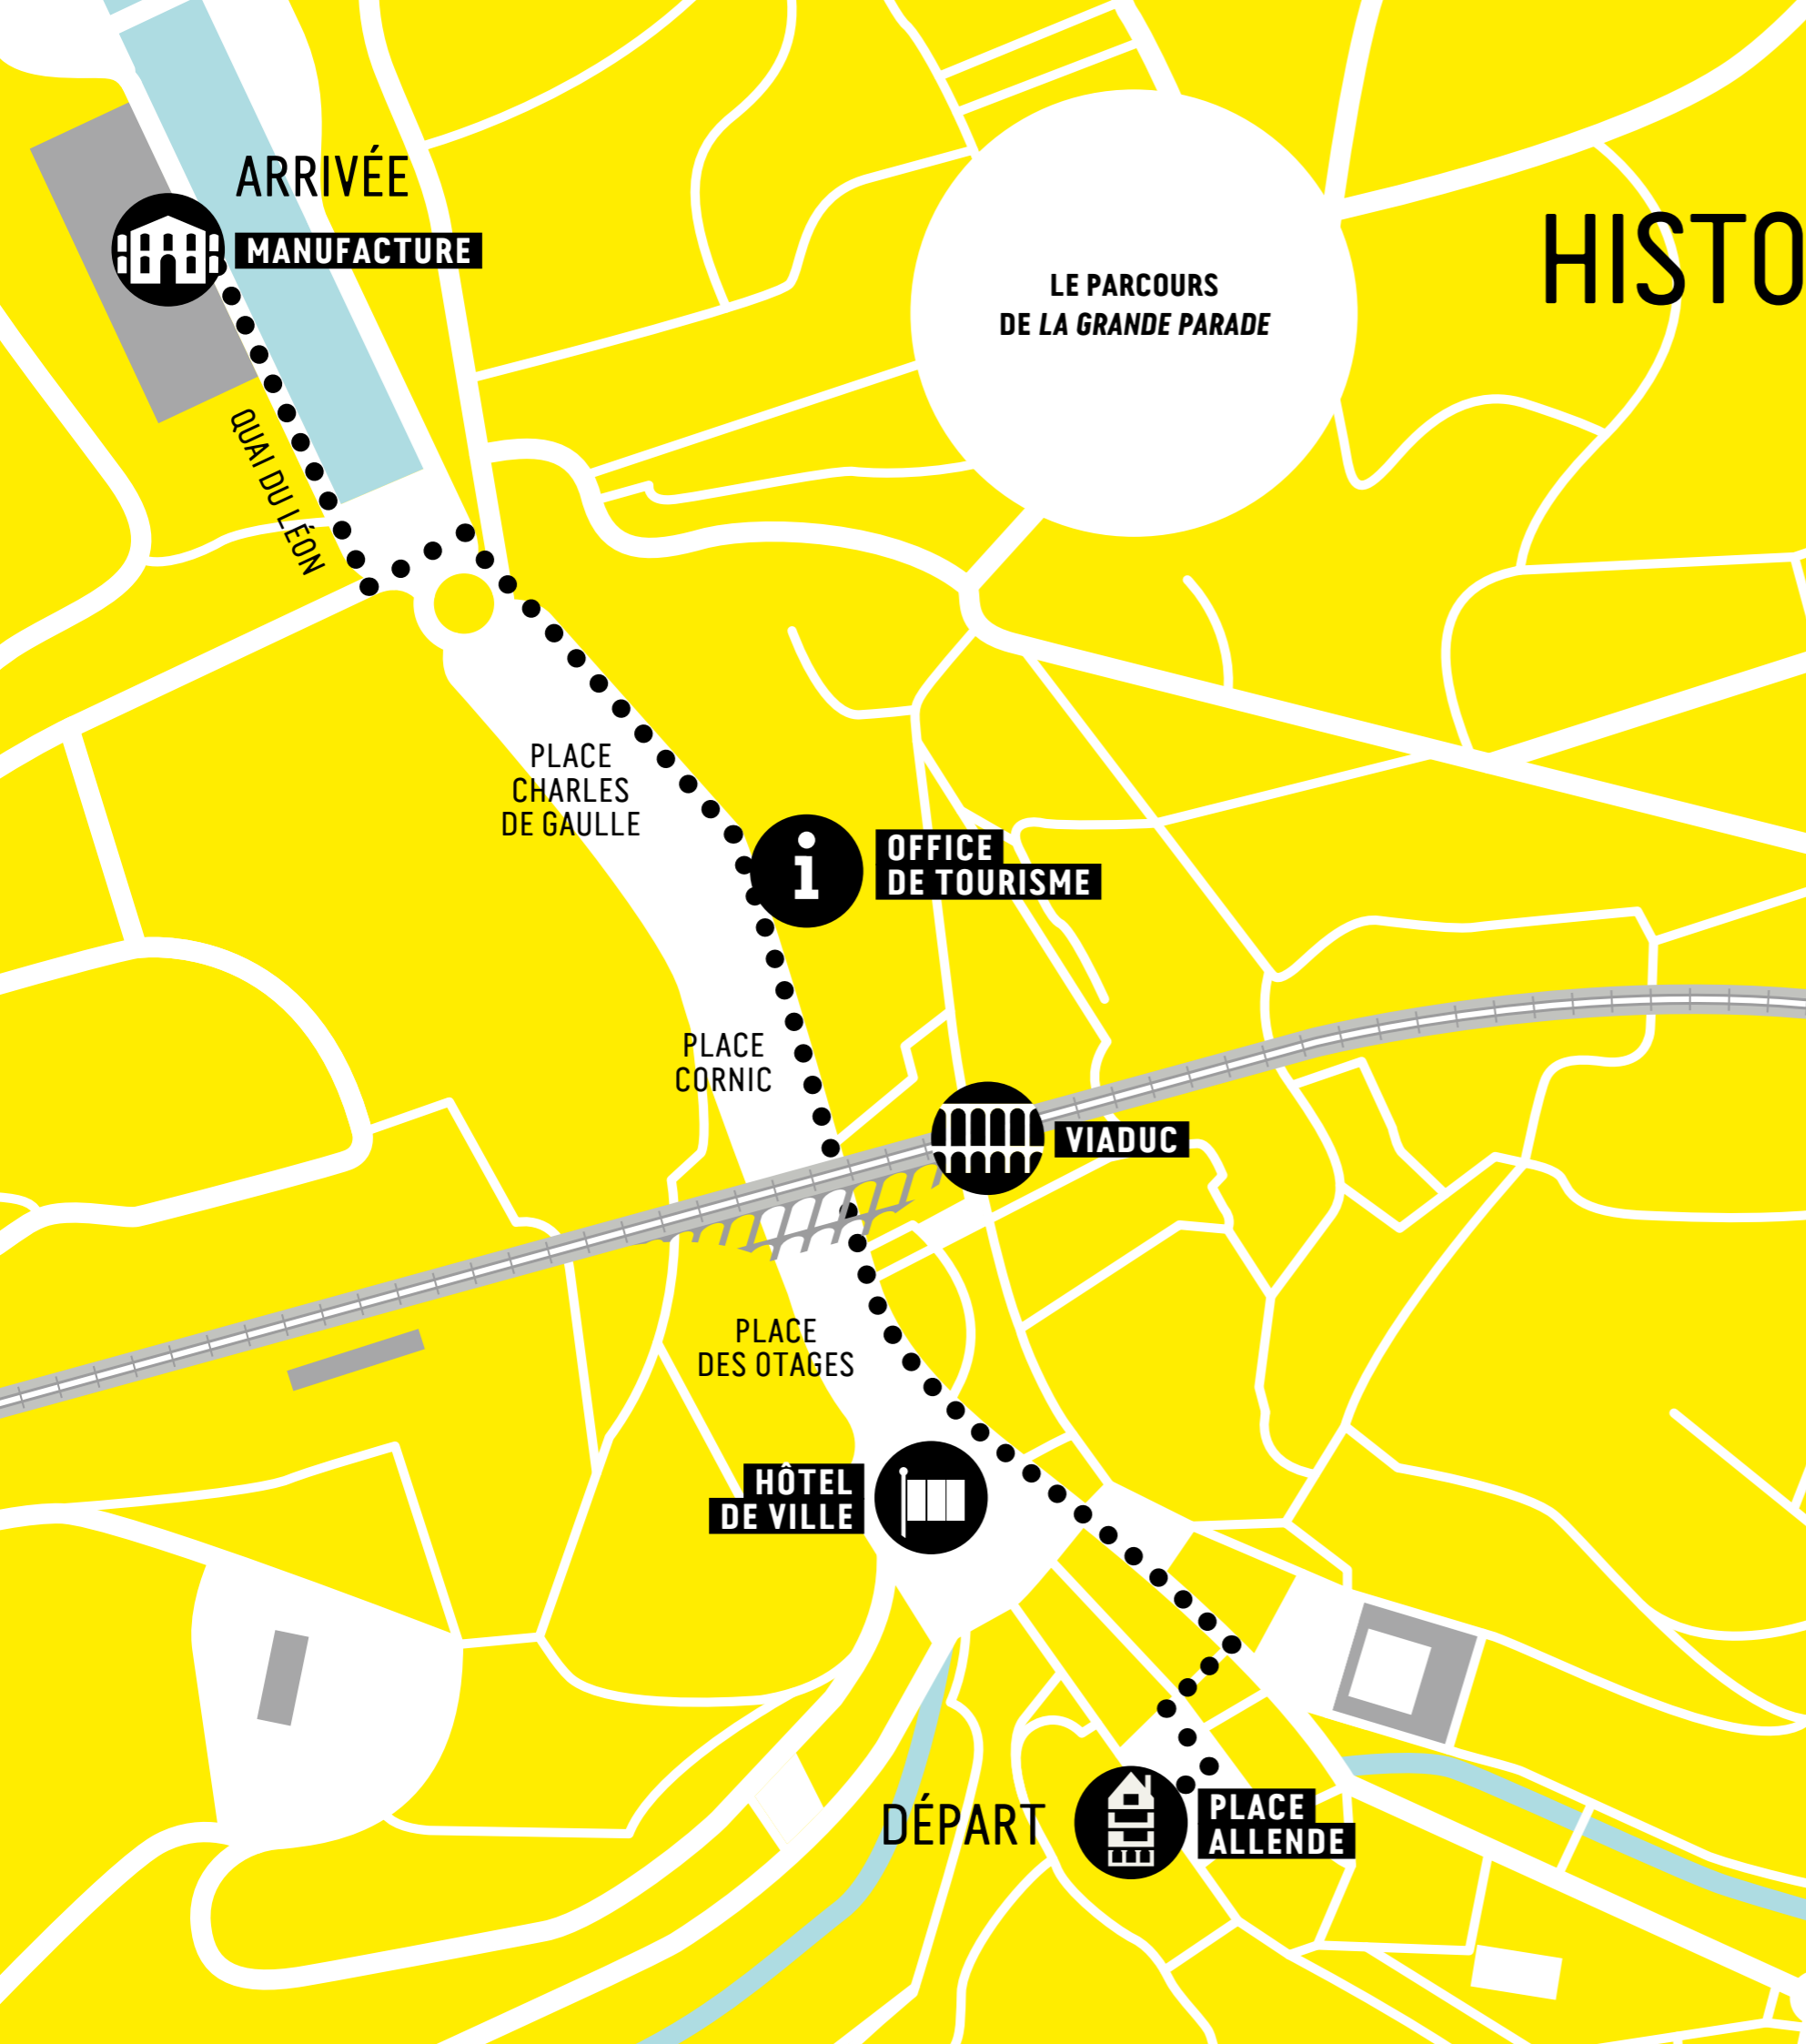 ARRIVÉE
MANUFACTURE
LE PARCOURS
DE LA GRANDE PARADE
HISTO
QUAI DU LÉON
PLACE
CHARLES
DE GAULLE
i
OFFICE
DE TOURISME
PLACE
CORNIC
VIADUC
PLACE
DES OTAGES
HÔTEL
DE VILLE
DÉPART
PLACE
ALLENDE